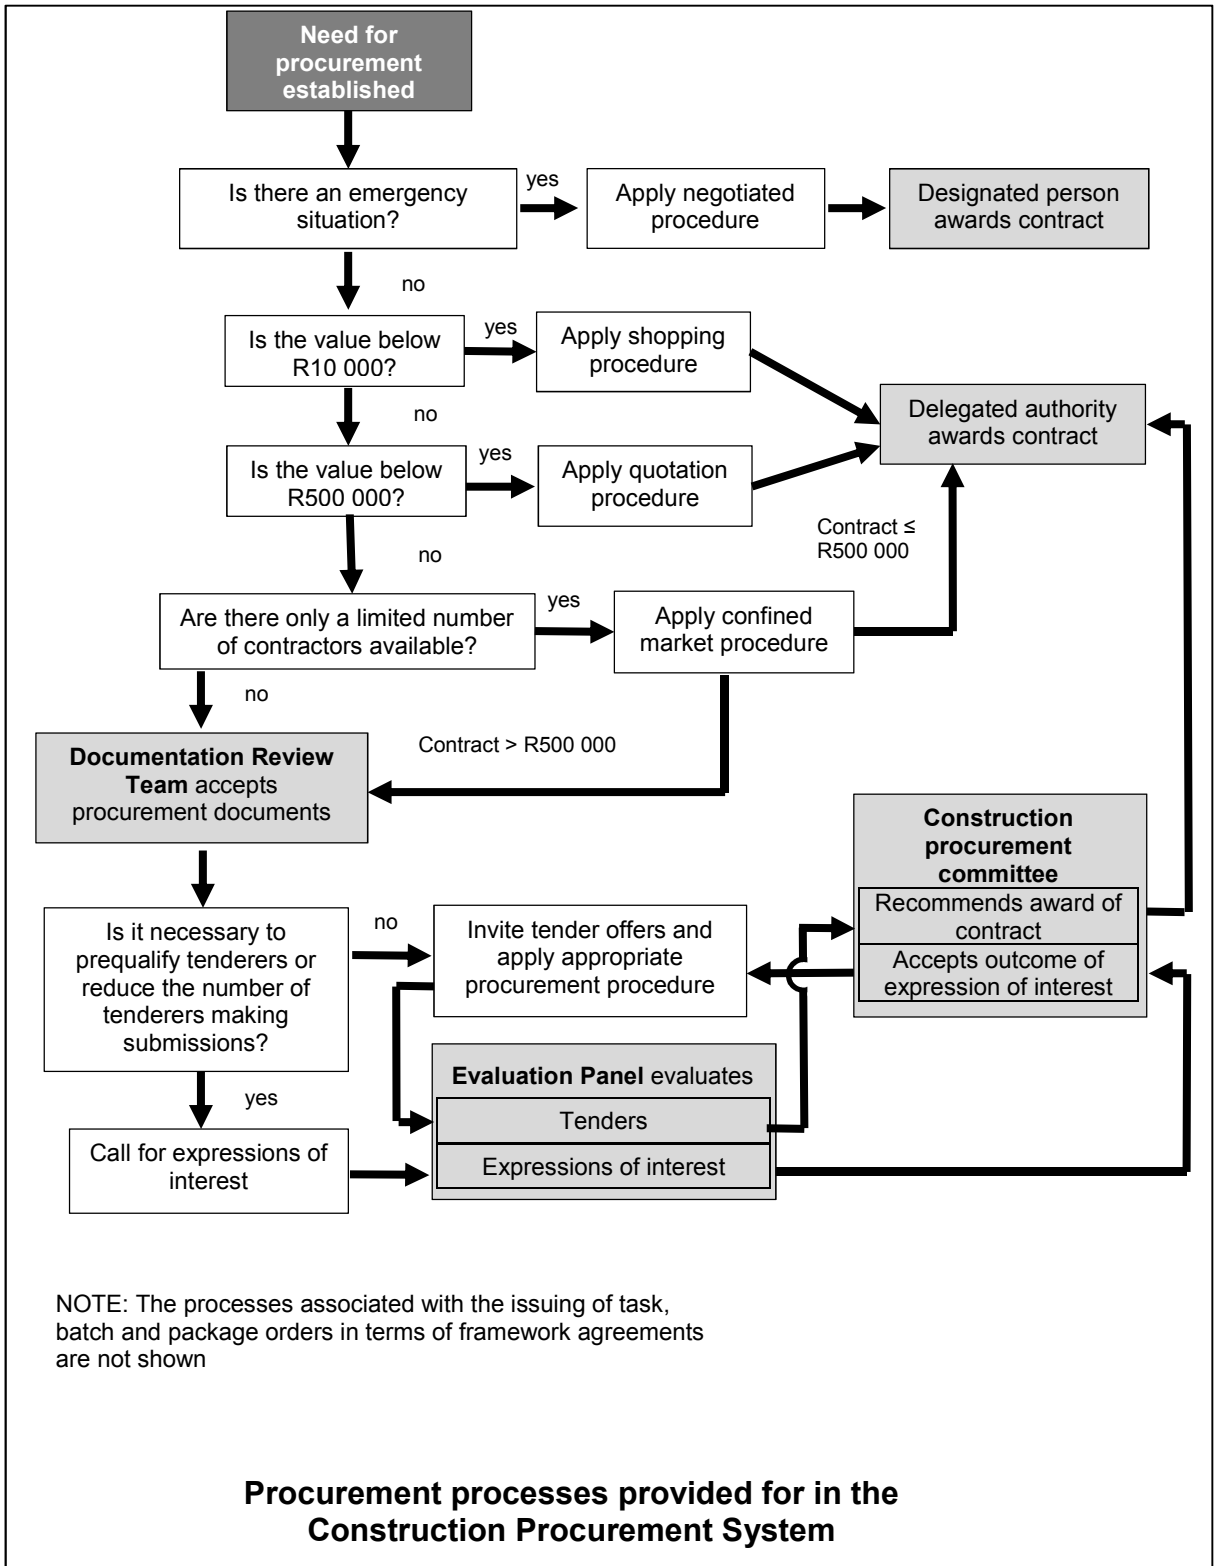 Need for
procurement
established
Is there an emergency
situation?
yes
Apply negotiated
procedure
Designated person
awards contract
no
Is the value below
R10 000?
yes
Apply shopping
procedure
Delegated authority
awards contract
no
Is the value below
R500 000?
yes
Apply quotation
procedure
Contract ≤
R500 000
no
Are there only a limited number
of contractors available?
yes
Apply confined
market procedure
no
Contract > R500 000
Documentation Review
Team accepts
procurement documents
Construction
procurement
committee
Recommends award of
contract
Accepts outcome of
expression of interest
Is it necessary to
prequalify tenderers or
reduce the number of
tenderers making
submissions?
no
Invite tender offers and
apply appropriate
procurement procedure
yes
Evaluation Panel evaluates
Tenders
Expressions of interest
Call for expressions of
interest
NOTE: The processes associated with the issuing of task,
batch and package orders in terms of framework agreements
are not shown
Procurement processes provided for in the
Construction Procurement System